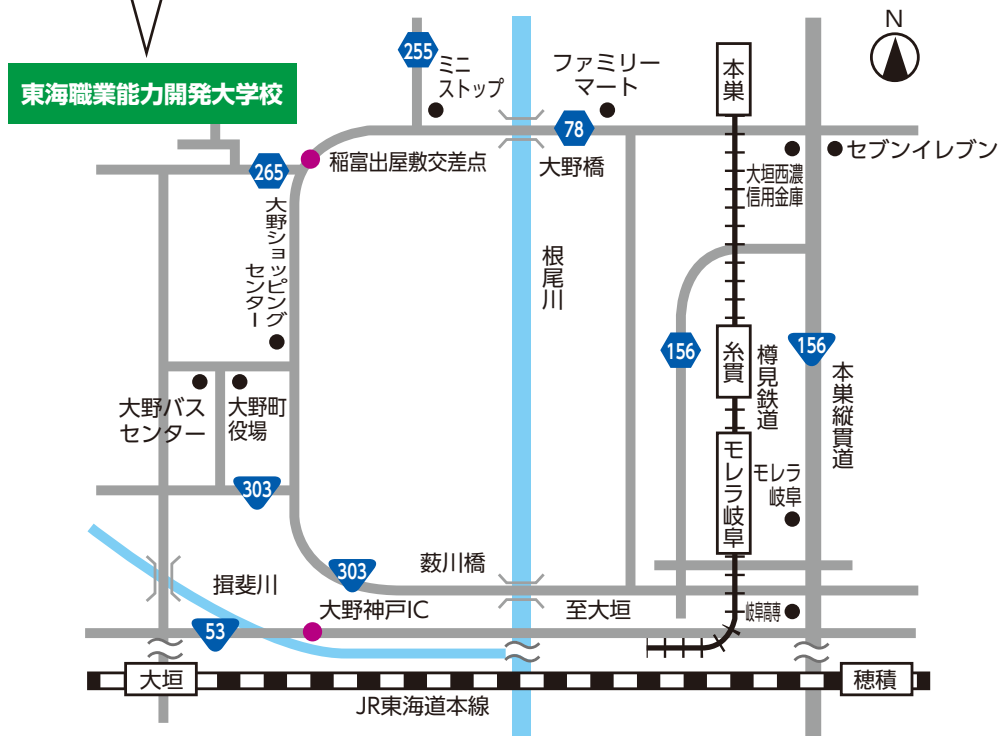 N
255
ミニ
ストップ
ファミリー
マート
本巣
東海職業能力開発大学校
78
稲富出屋敷交差点
大野橋
セブンイレブン
265
大垣西濃
信用金庫
大野ショッピング
センター
根尾川
156
糸貫
樽見鉄道
156
本巣縦貫道
大野バス
センター
大野町
役場
モレラ岐阜
モレラ
岐阜
303
303
薮川橋
揖斐川
大野神戸IC
至大垣
岐阜高専
53
大垣
穂積
JR東海道本線